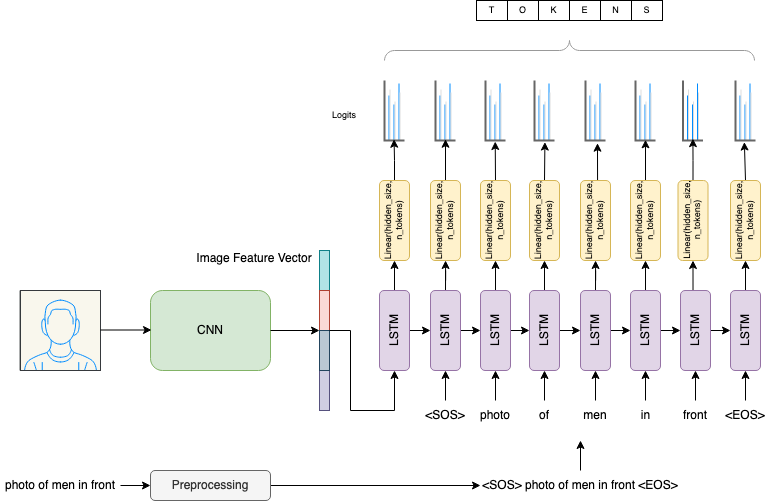 T O K E N S
Logits
Linear(hidden_size,
n_tokens)
Linear(hidden_size,
n_tokens)
Linear(hidden_size,
n_tokens)
Linear(hidden_size,
n_tokens)
Linear(hidden_size,
n_tokens)
Linear(hidden_size,
n_tokens)
Linear(hidden_size,
n_tokens)
Linear(hidden_size,
n_tokens)
Image Feature Vector
CNN
LSTM LSTM LSTM LSTM LSTM LSTM LSTM LSTM
<SOS> photo of men in front <EOS>
photo of men in front
Preprocessing
<SOS> photo of men in front <EOS>